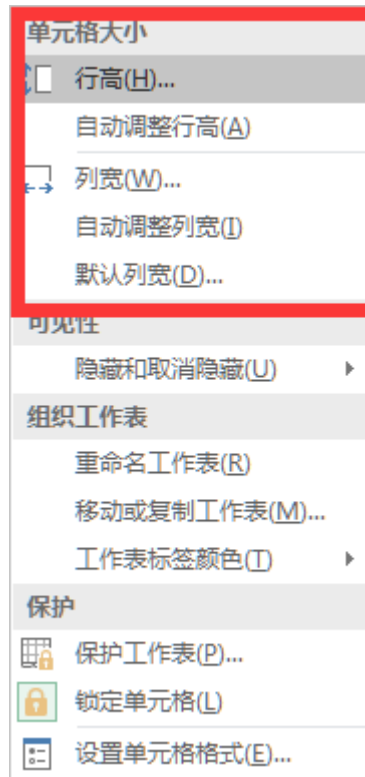 单元格大小
行高(H)...
自动调整行高(A)
列宽(W)...
自动调整列宽(I)
默认列宽(D)...
可见性
隐藏和取消隐藏(U)
组织工作表
重命名工作表(R)
移动或复制工作表(M)...
工作表标签颜色(T)
保护
保护工作表(P)...
锁定单元格(L)
设置单元格格式(E)...